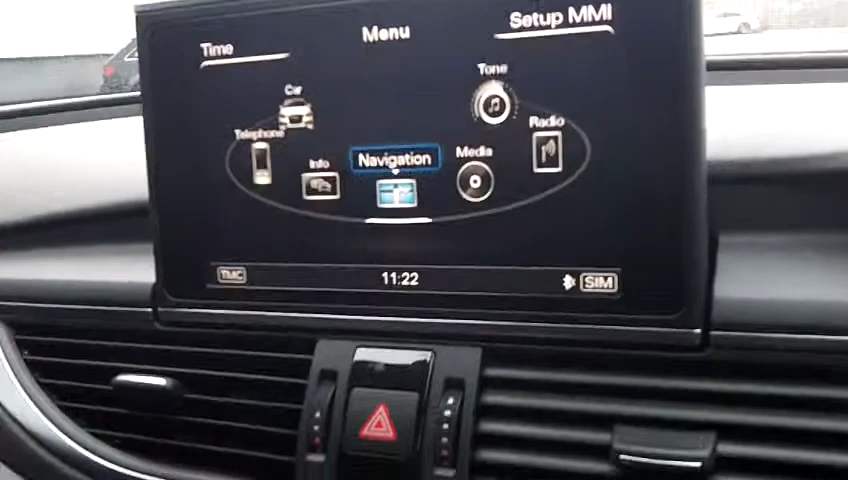 Time
Menu
Setup MMI
Car
Tone
Telephone
Radio
Info
Navigation
Media
TMC
11:22
SIM